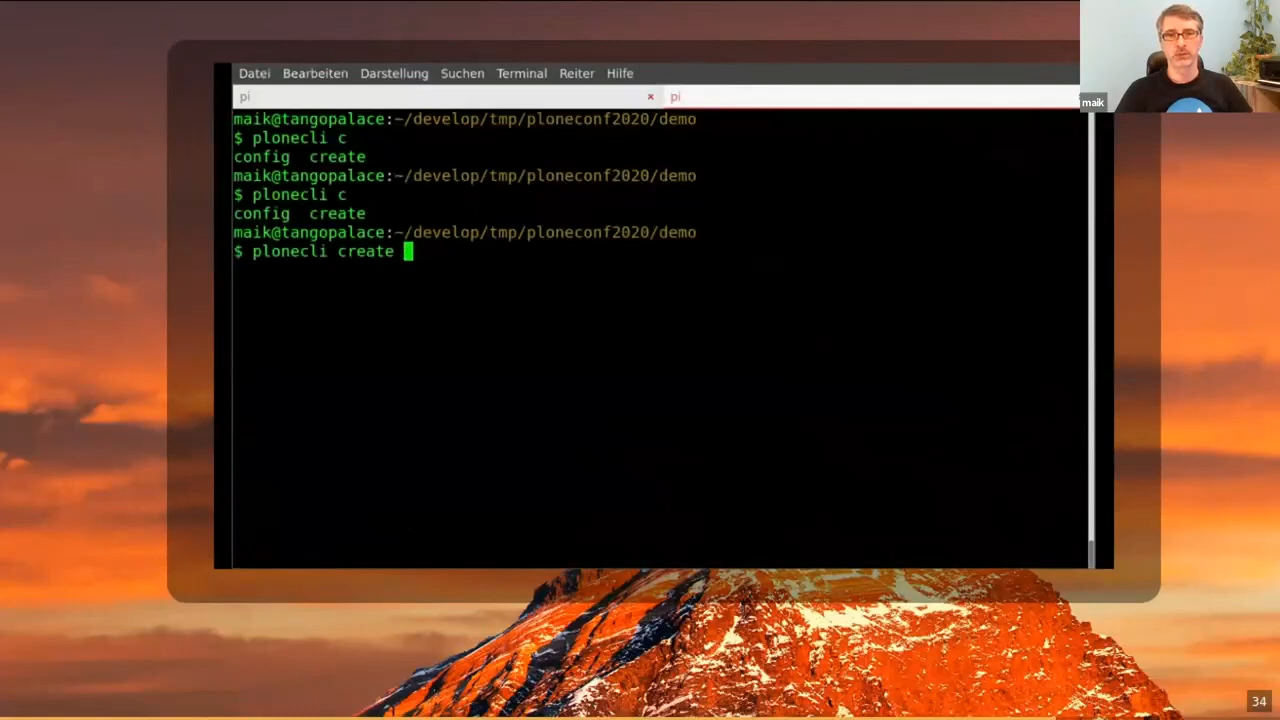 Datei Bearbeiten Darstellung Suchen Terminal Reiter Hilfe
pi × pi
maik
maik@tangopalace:~/develop/tmp/ploneconf2020/demo
$ plonecli c
config create
maik@tangopalace:~/develop/tmp/ploneconf2020/demo
$ plonecli c
config create
maik@tangopalace:~/develop/tmp/ploneconf2020/demo
$ plonecli create
34